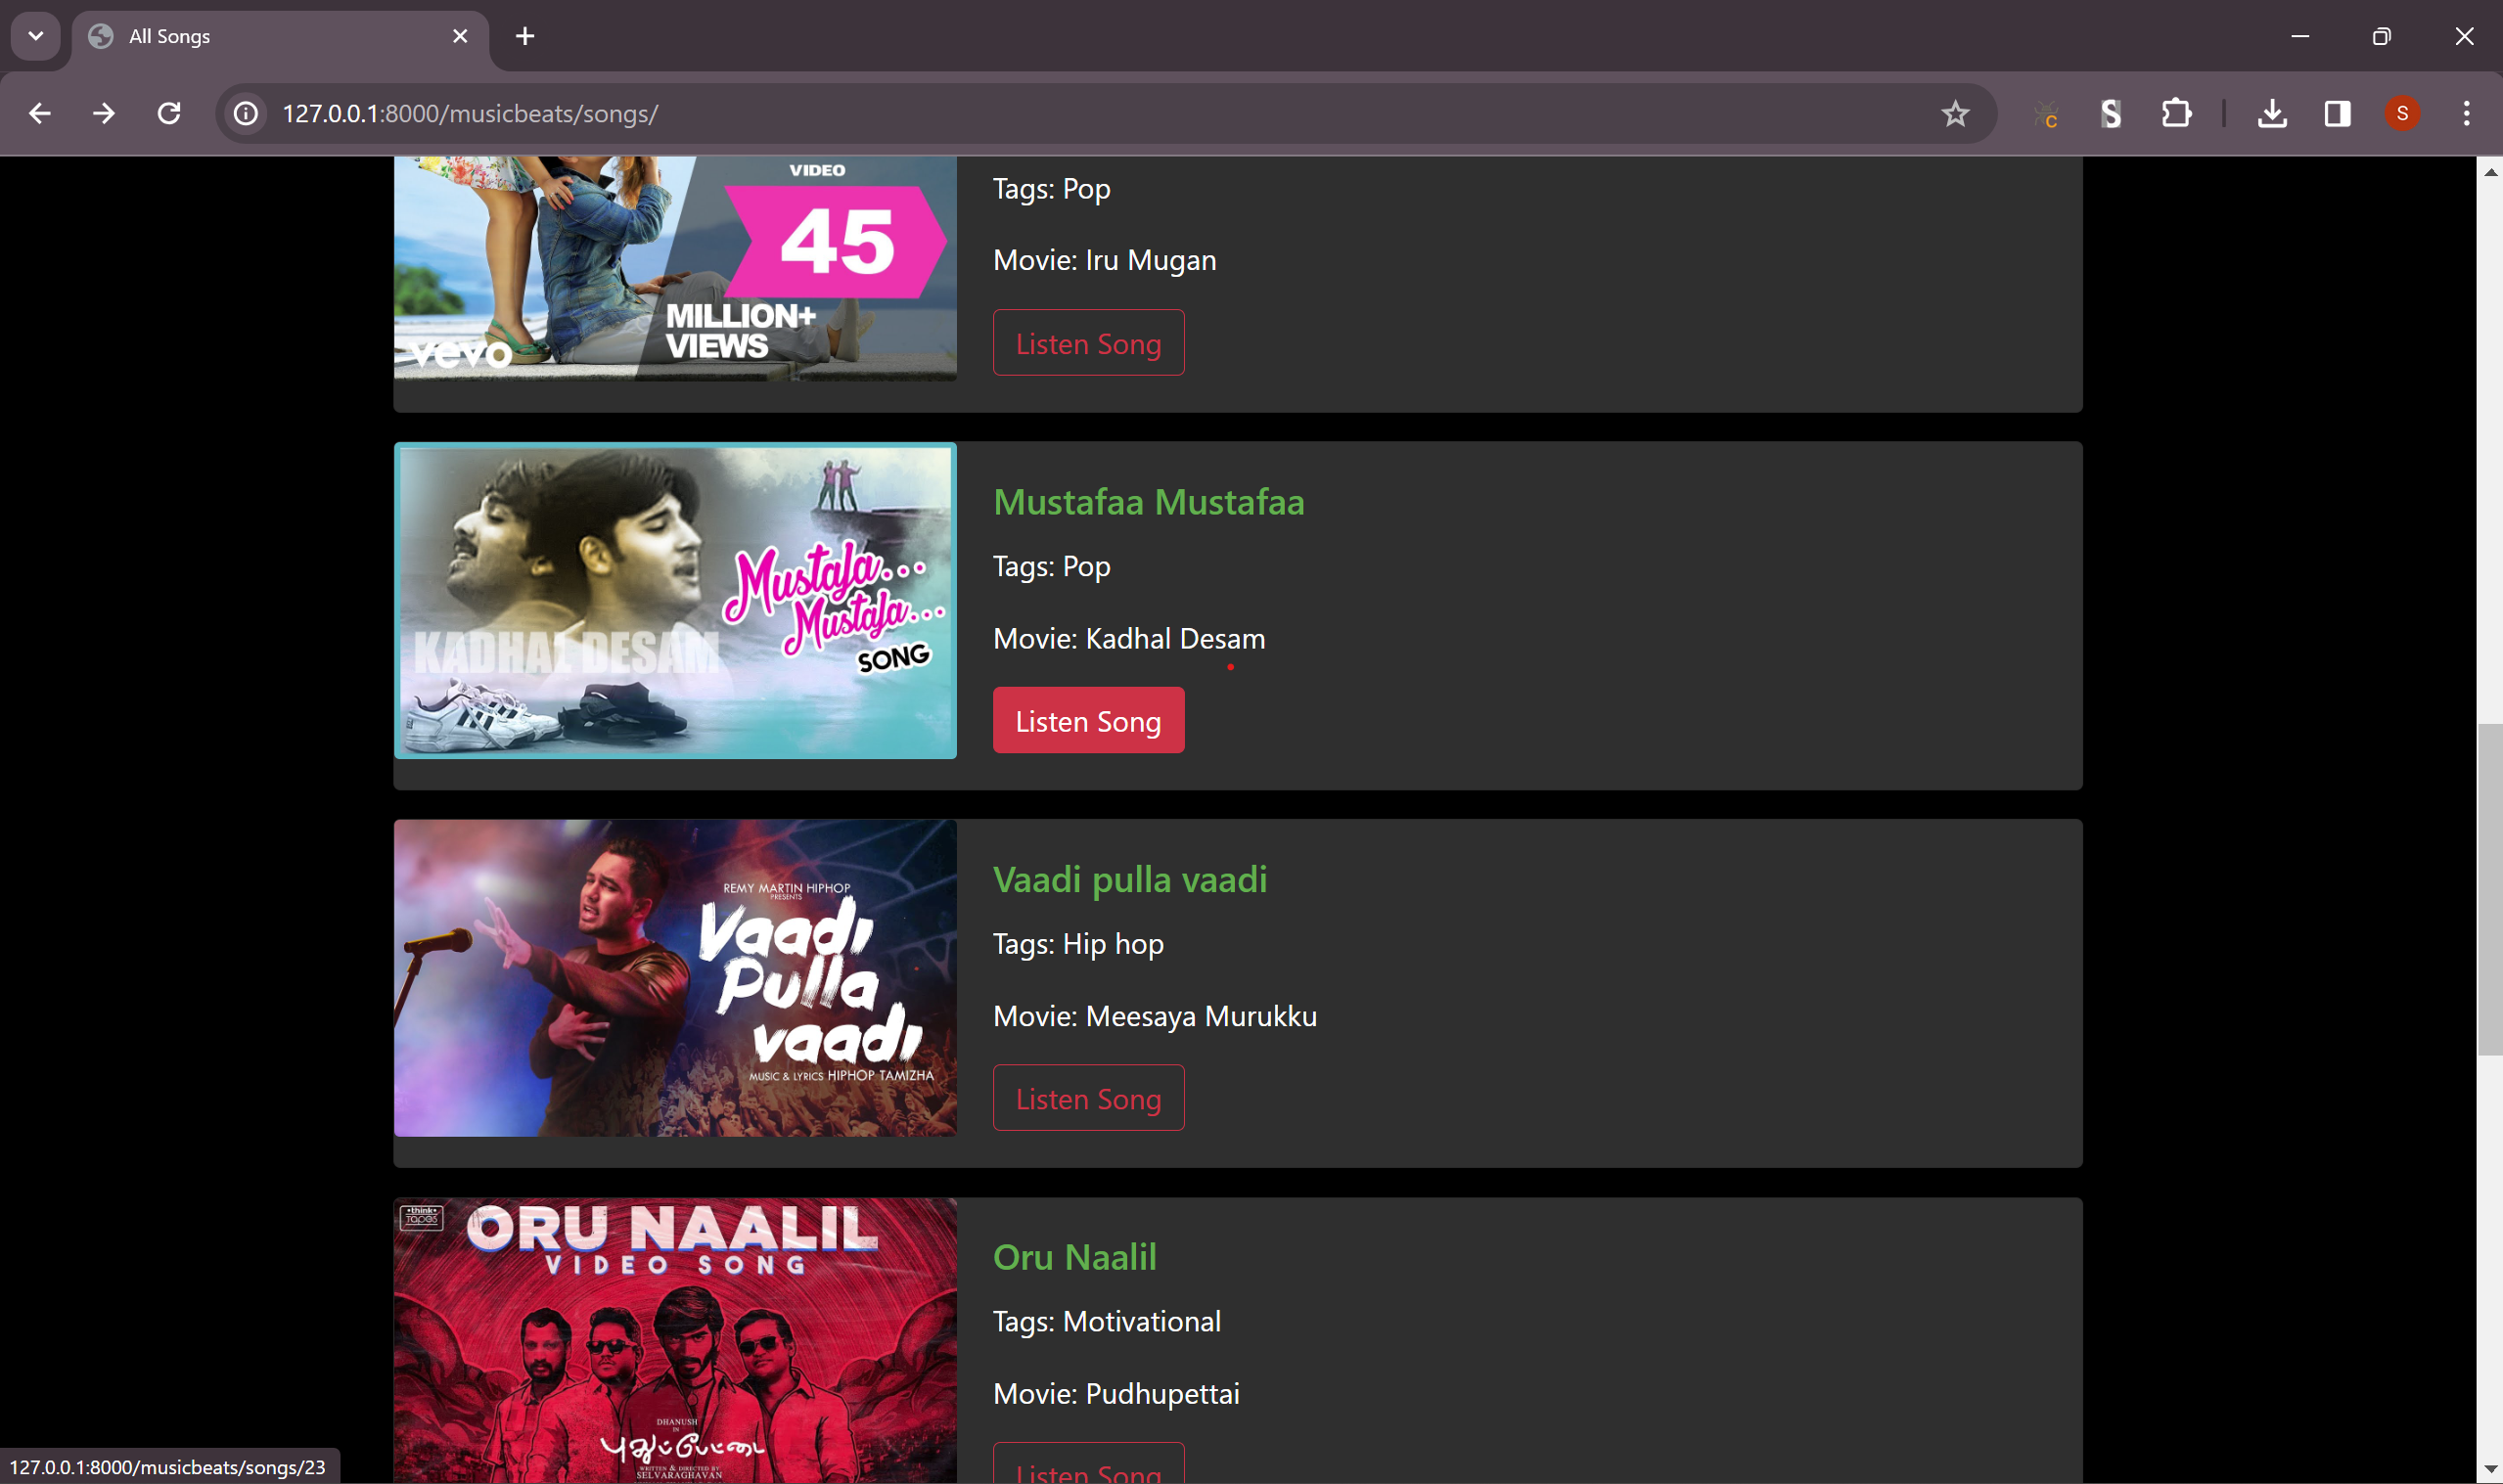 All Songs
127.0.0.1:8000/musicbeats/songs/
C
S
S
VIDEO
45
MILLION+
VIEWS
vevo
Tags: Pop
Movie: Iru Mugan
Listen Song
Mustafa...
Mustafa...
SONG
KADHAL DESAM
Mustafaa Mustafaa
Tags: Pop
Movie: Kadhal Desam
Listen Song
REMY MARTIN HIPHOP
PRESENTS
Vaadi
Pulla
vaadi
MUSIC & LYRICS HIPHOP TAMIZHA
Vaadi pulla vaadi
Tags: Hip hop
Movie: Meesaya Murukku
Listen Song
think
TAPES
ORU NAALIL
VIDEO SONG
DHANUSH
IN
புதுப்பேட்டை
WRITTEN & DIRECTED BY
SELVARAGHAVAN
Oru Naalil
Tags: Motivational
Movie: Pudhupettai
Listen Song
127.0.0.1:8000/musicbeats/songs/23